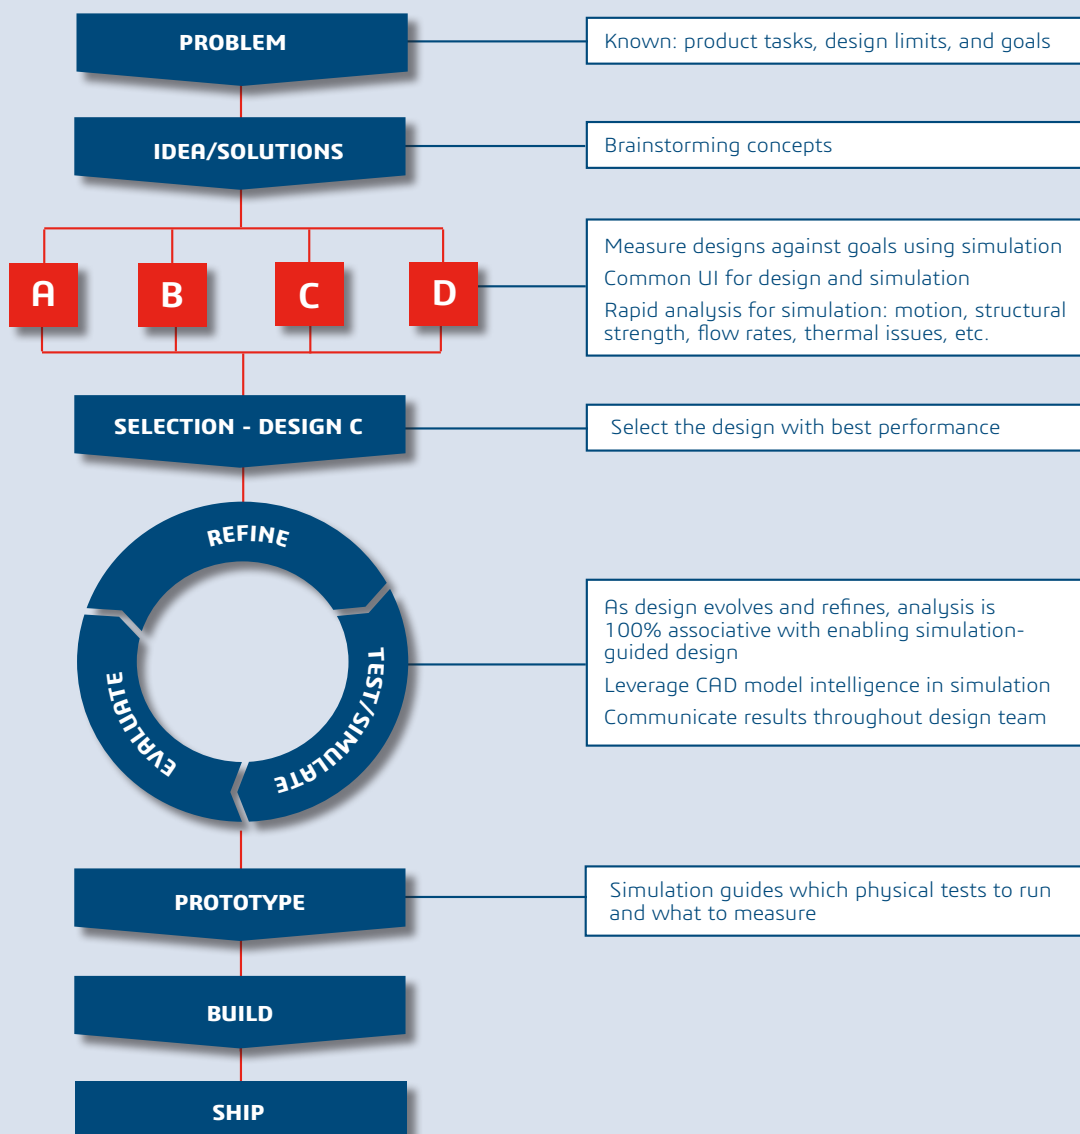 PROBLEM
Known: product tasks, design limits, and goals
IDEA/SOLUTIONS
Brainstorming concepts
A
B
C
D
Measure designs against goals using simulation
Common UI for design and simulation
Rapid analysis for simulation: motion, structural
strength, flow rates, thermal issues, etc.
SELECTION - DESIGN C
Select the design with best performance
REFINE
TEST/SIMULATE
EVALUATE
As design evolves and refines, analysis is
100% associative with enabling simulation-
guided design
Leverage CAD model intelligence in simulation
Communicate results throughout design team
PROTOTYPE
Simulation guides which physical tests to run
and what to measure
BUILD
SHIP